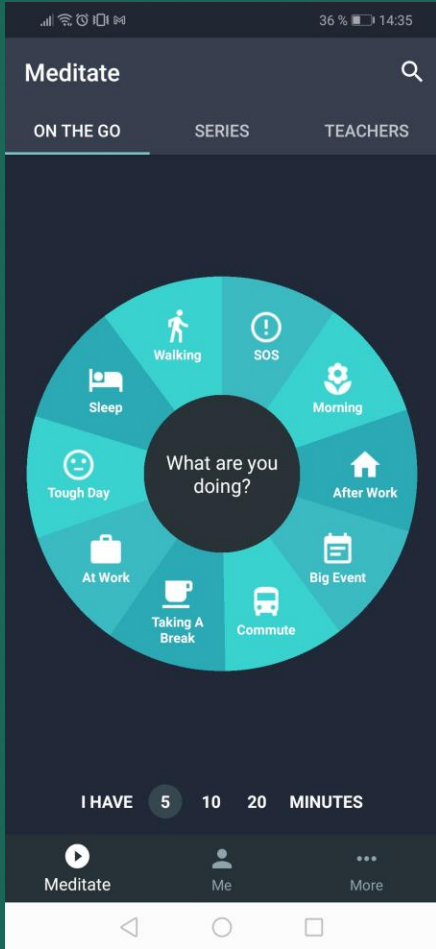 36 % 14:35
Meditate
ON THE GO SERIES TEACHERS
Walking
SOS
Sleep
Morning
What are you
doing?
Tough Day
After Work
At Work
Big Event
Taking A
Break
Commute
I HAVE 5 10 20 MINUTES
Meditate Me More